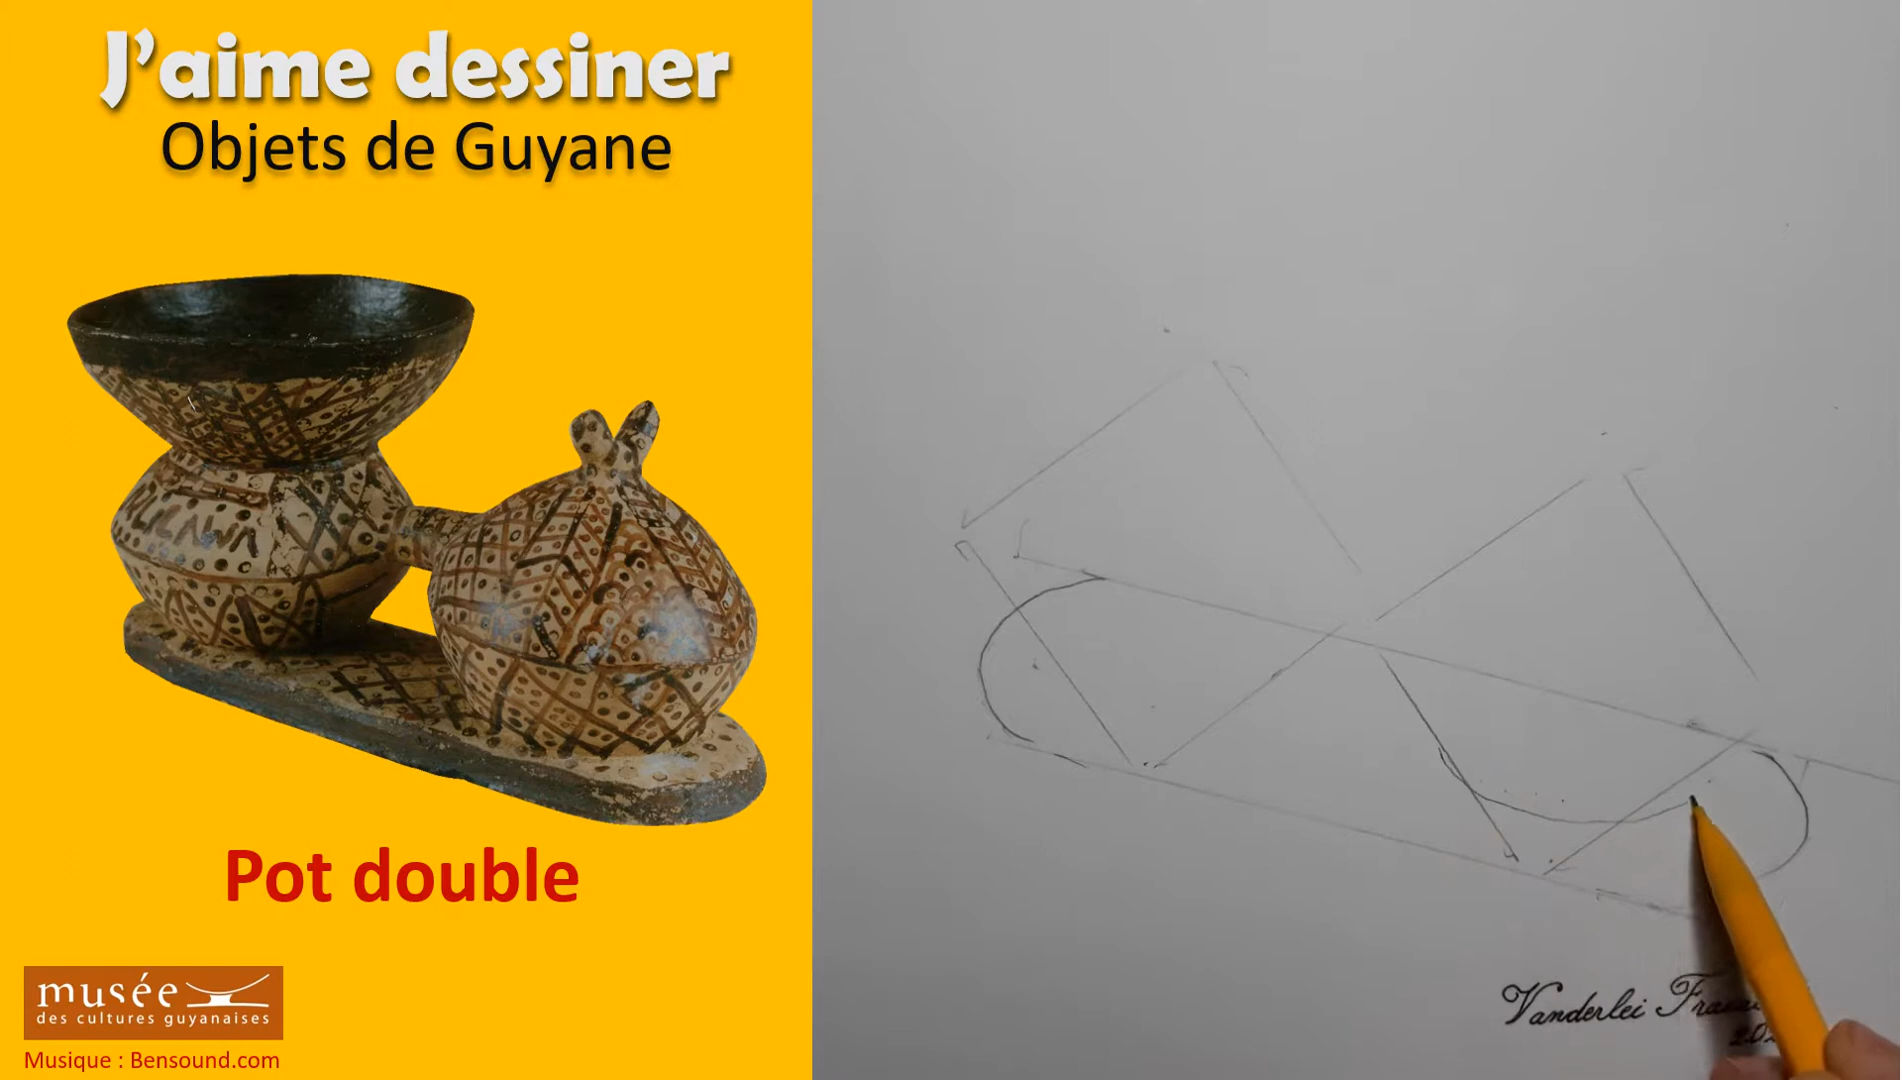 J'aime dessiner
Objets de Guyane
Pot double
musée
des cultures guyanaises
Musique : Bensound.com
Vanderlei